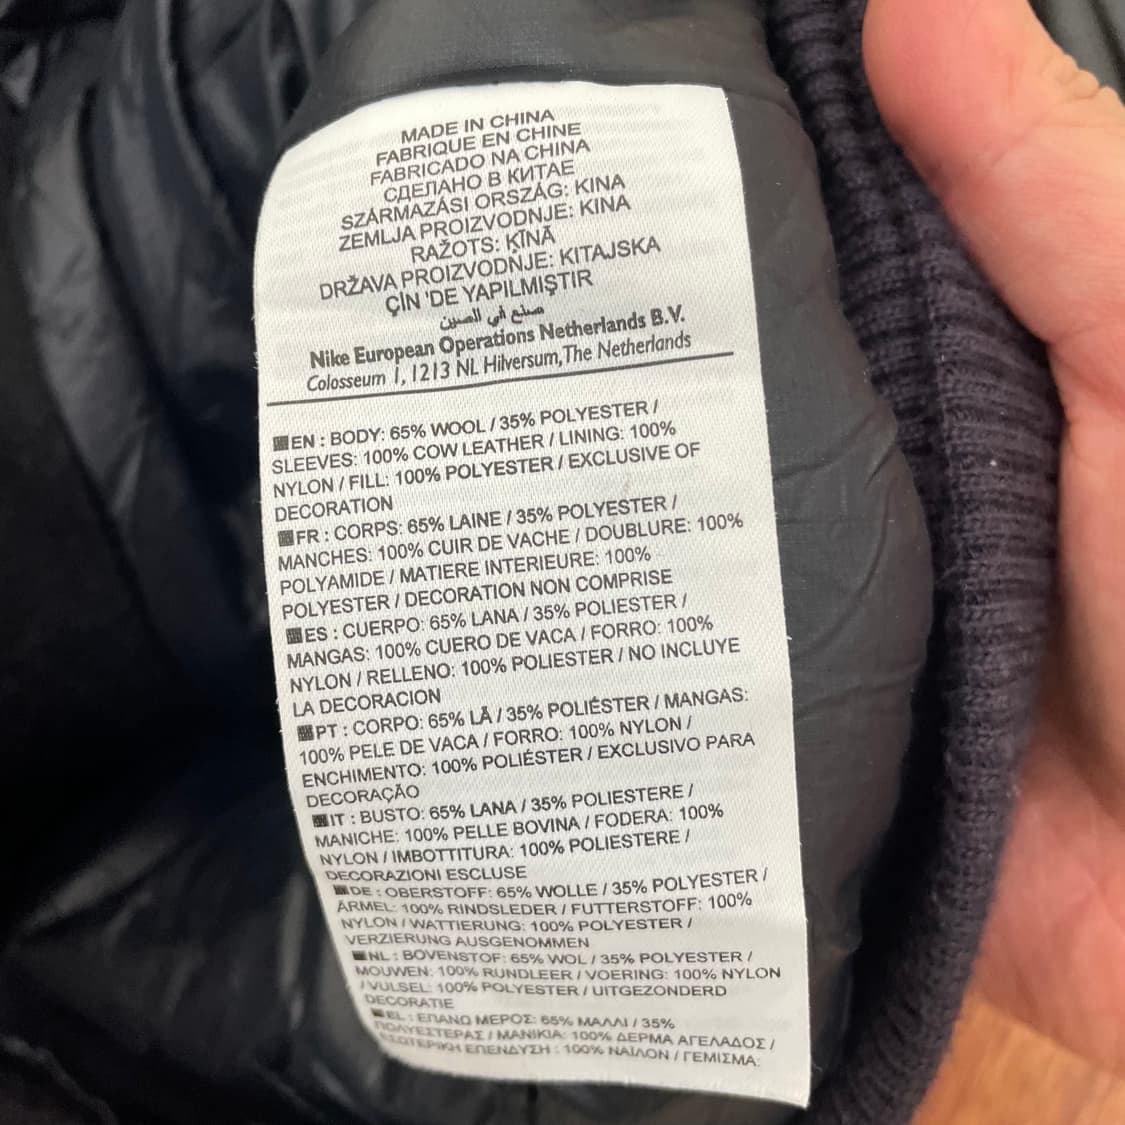 MADE IN CHINA
FABRIQUE EN CHINE
FABRICADO NA CHINA
СДЕЛАНО В КИТАЕ
SZÁRMAZÁSI ORSZÁG: KINA
ZEMLJA PROIZVODNJE: KINA
RAŽOTS: ĶĪNĀ
DRŽAVA PROIZVODNJE: KITAJSKA
ÇİN 'DE YAPILMIŞTIR
صنع في الصين
Nike European Operations Netherlands B.V.
Colosseum 1, 1213 NL Hilversum, The Netherlands
EN : BODY: 65% WOOL / 35% POLYESTER /
SLEEVES: 100% COW LEATHER / LINING: 100%
NYLON / FILL: 100% POLYESTER / EXCLUSIVE OF
DECORATION
FR : CORPS: 65% LAINE / 35% POLYESTER /
MANCHES: 100% CUIR DE VACHE / DOUBLURE: 100%
POLYAMIDE / MATIERE INTERIEURE: 100%
POLYESTER / DECORATION NON COMPRISE
ES : CUERPO: 65% LANA / 35% POLIESTER /
MANGAS: 100% CUERO DE VACA / FORRO: 100%
NYLON / RELLENO: 100% POLIESTER / NO INCLUYE
LA DECORACION
PT : CORPO: 65% LÃ / 35% POLIÉSTER / MANGAS:
100% PELE DE VACA / FORRO: 100% NYLON /
ENCHIMENTO: 100% POLIÉSTER / EXCLUSIVO PARA
DECORAÇÃO
IT : BUSTO: 65% LANA / 35% POLIESTERE /
MANICHE: 100% PELLE BOVINA / FODERA: 100%
NYLON / IMBOTTITURA: 100% POLIESTERE /
DECORAZIONI ESCLUSE
DE : OBERSTOFF: 65% WOLLE / 35% POLYESTER /
ÄRMEL: 100% RINDSLEDER / FUTTERSTOFF: 100%
NYLON / WATTIERUNG: 100% POLYESTER /
VERZIERUNG AUSGENOMMEN
NL : BOVENSTOF: 65% WOL / 35% POLYESTER /
MOUWEN: 100% RUNDLEER / VOERING: 100% NYLON
/ VULSEL: 100% POLYESTER / UITGEZONDERD
DECORATIE
EL : ΕΠΑΝΩ ΜΕΡΟΣ: 65% ΜΑΛΛΙ / 35%
ΠΟΛΥΕΣΤΕΡΑΣ / ΜΑΝΙΚΙΑ: 100% ΔΕΡΜΑ ΑΓΕΛΑΔΟΣ /
ΕΣΩΤΕΡΙΚΗ ΕΠΕΝΔΥΣΗ : 100% ΝΑΙΛΟΝ / ΓΕΜΙΣΜΑ: